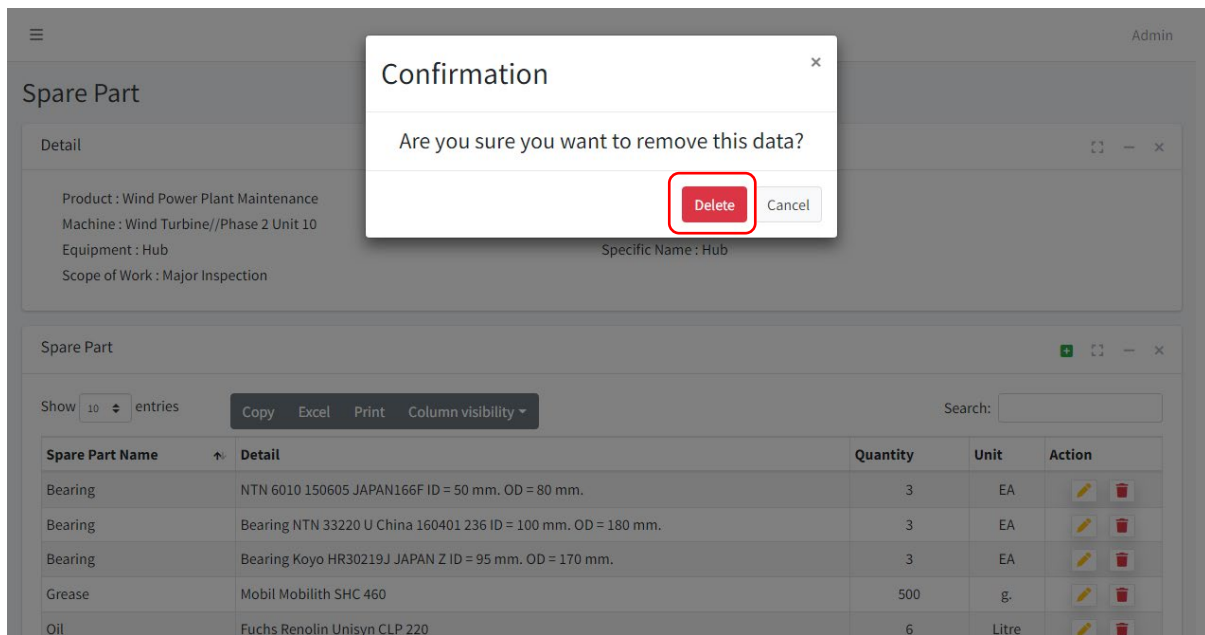 Admin
Confirmation
×
Spare Part
Are you sure you want to remove this data?
Detail
Delete
Cancel
Product : Wind Power Plant Maintenance
Machine : Wind Turbine//Phase 2 Unit 10
Equipment : Hub
Specific Name : Hub
Scope of Work : Major Inspection
Spare Part
Show 10 entries
Copy Excel Print Column visibility
Search:
Spare Part Name Detail Quantity Unit Action
Bearing NTN 6010 150605 JAPAN166F ID = 50 mm. OD = 80 mm. 3 EA
Bearing Bearing NTN 33220 U China 160401 236 ID = 100 mm. OD = 180 mm. 3 EA
Bearing Bearing Koyo HR30219J JAPAN Z ID = 95 mm. OD = 170 mm. 3 EA
Grease Mobil Mobilith SHC 460 500 g.
Oil Fuchs Renolin Unisyn CLP 220 6 Litre